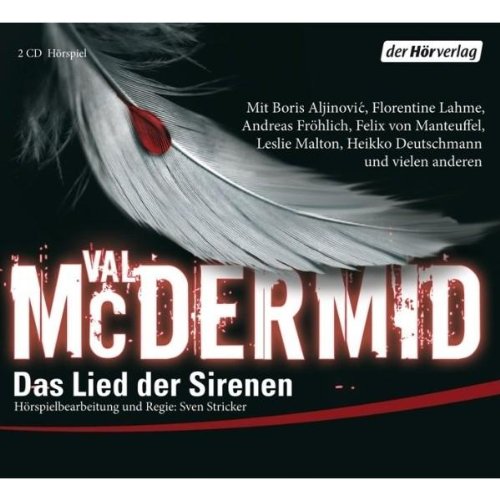 2 CD Hörspiel
der Hörverlag
Mit Boris Aljinović, Florentine Lahme,
Andreas Fröhlich, Felix von Manteuffel,
Leslie Malton, Heikko Deutschmann
und vielen anderen
VAL
McDERMID
Das Lied der Sirenen
Hörspielbearbeitung und Regie: Sven Stricker